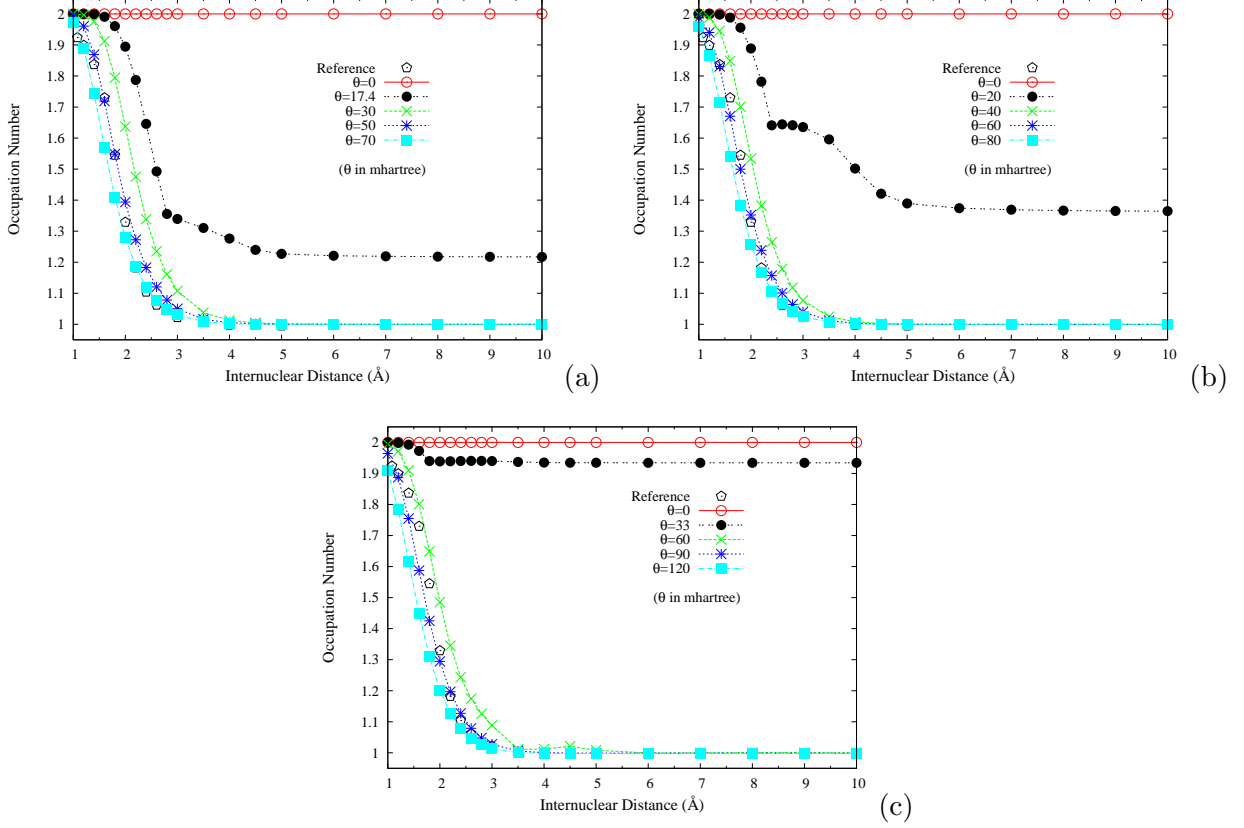 2
1.9
1.8
1.7
1.6
1.5
1.4
1.3
1.2
1.1
1
Occupation Number
Reference
θ=0
θ=17.4
θ=30
θ=50
θ=70
(θ in mhartree)
1 2 3 4 5 6 7 8 9 10
Internuclear Distance (Å)
(a)
2
1.9
1.8
1.7
1.6
1.5
1.4
1.3
1.2
1.1
1
Occupation Number
Reference
θ=0
θ=20
θ=40
θ=60
θ=80
(θ in mhartree)
1 2 3 4 5 6 7 8 9 10
Internuclear Distance (Å)
(b)
2
1.9
1.8
1.7
1.6
1.5
1.4
1.3
1.2
1.1
1
Occupation Number
Reference
θ=0
θ=33
θ=60
θ=90
θ=120
(θ in mhartree)
1 2 3 4 5 6 7 8 9 10
Internuclear Distance (Å)
(c)